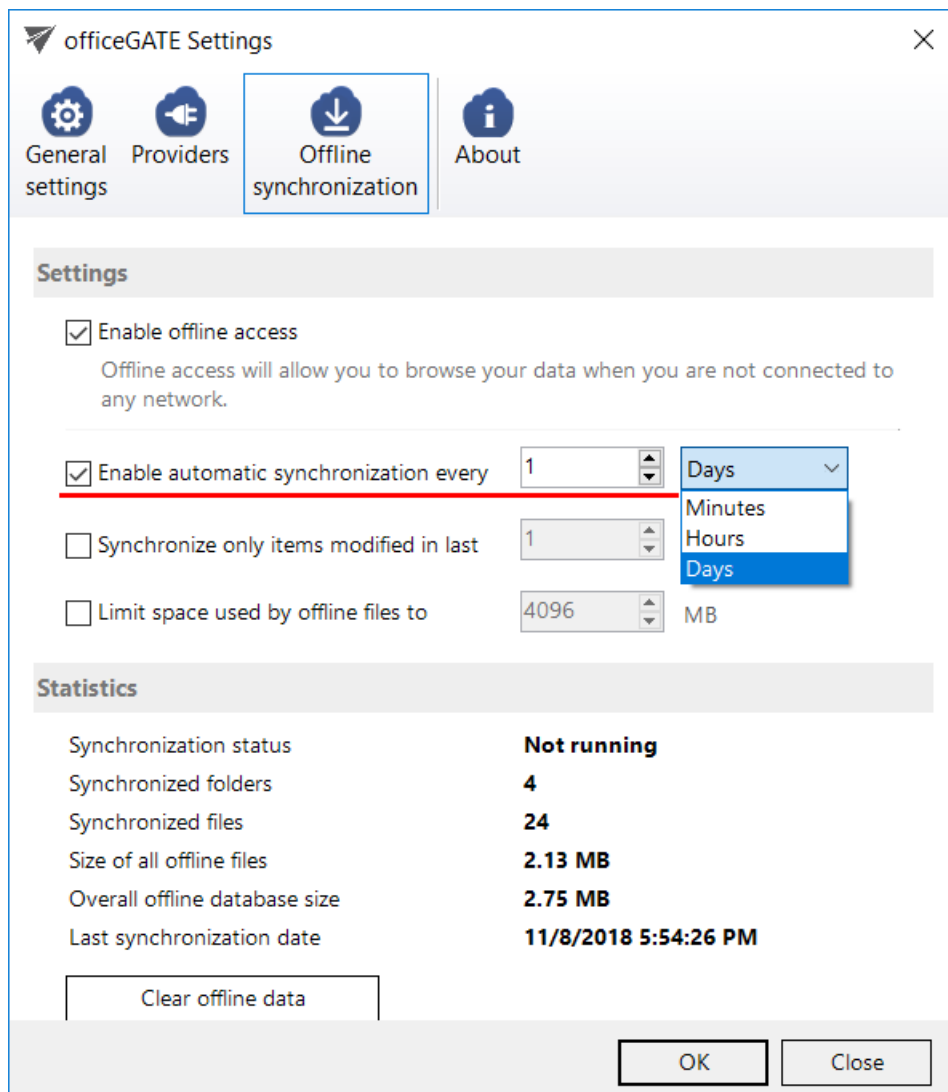 officeGATE Settings
General settings
Providers
Offline synchronization
About
Settings
Enable offline access
Offline access will allow you to browse your data when you are not connected to
any network.
Enable automatic synchronization every 1 Days
Minutes
Hours
Days
Synchronize only items modified in last 1
Limit space used by offline files to 4096 MB
Statistics
Synchronization status Not running
Synchronized folders 4
Synchronized files 24
Size of all offline files 2.13 MB
Overall offline database size 2.75 MB
Last synchronization date 11/8/2018 5:54:26 PM
Clear offline data
OK Close